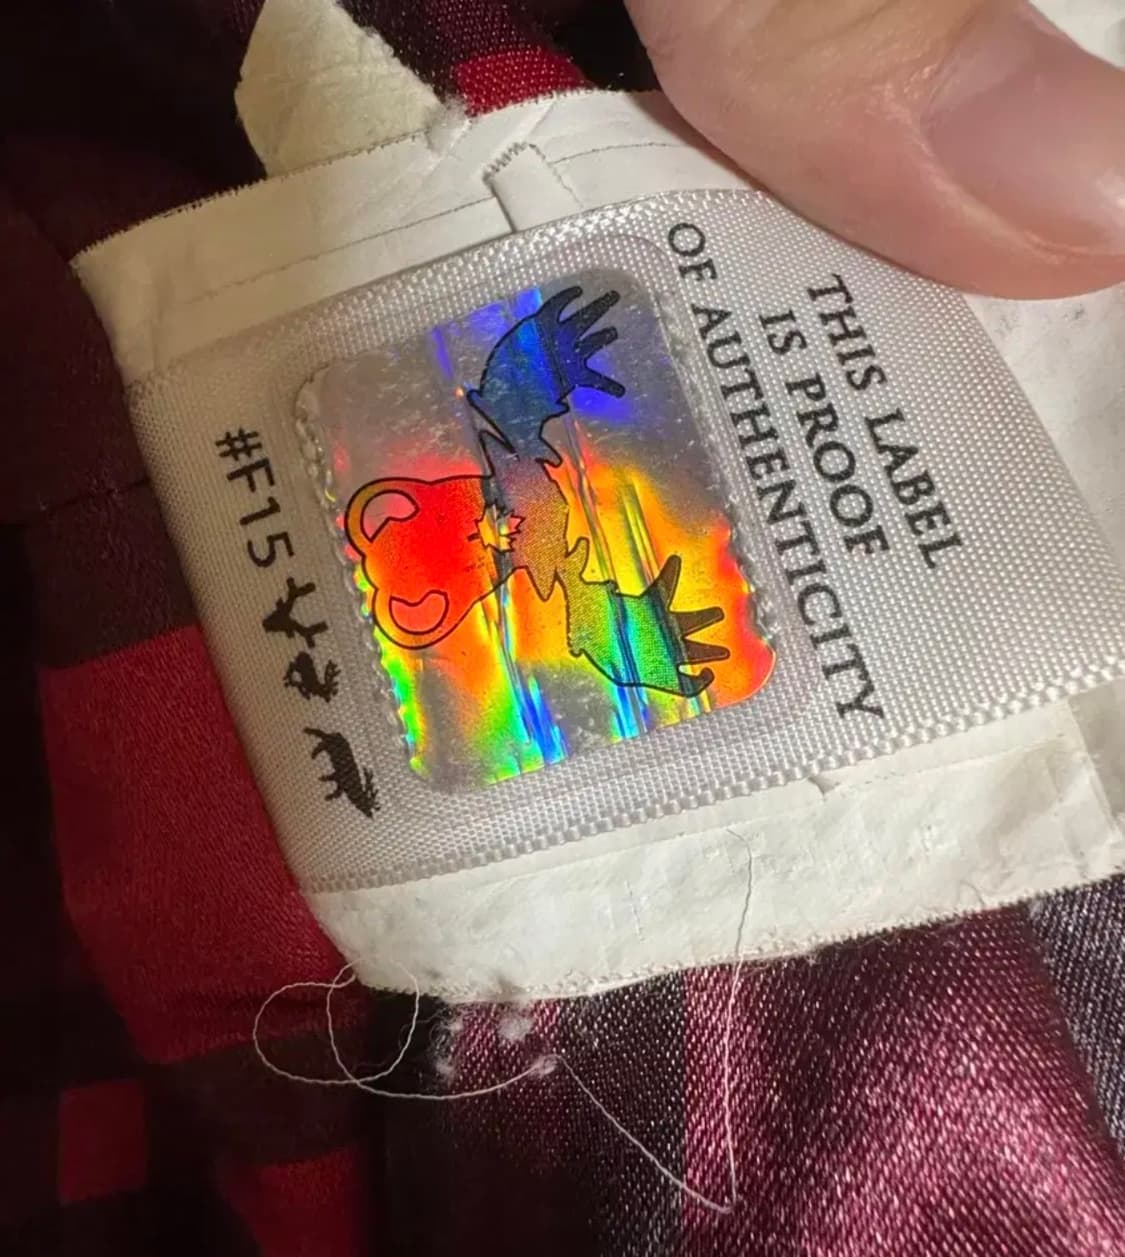 THIS LABEL
IS PROOF
OF AUTHENTICITY
#F15